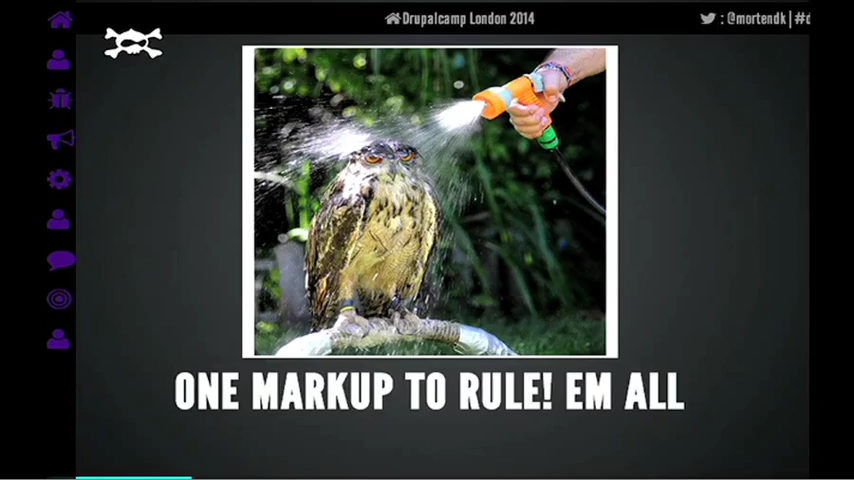 Drupalcamp London 2014
: @mortendk | #d
ONE MARKUP TO RULE! EM ALL